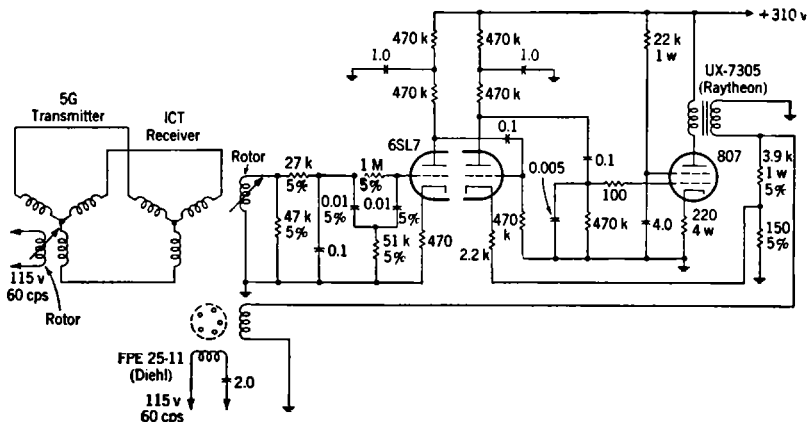 +310 v
470 k
470 k
22 k
1 w
1.0
1.0
UX-7305
(Raytheon)
5G
Transmitter
ICT
Receiver
470 k
470 k
0.1
6SL7
807
Rotor
27 k
5%
1 M
5%
0.005
0.1
3.9 k
1 w
5%
0.01
5%
0.01
5%
100
47 k
5%
0.1
51 k
5%
470
470
k
2.2 k
470 k
4.0
220
4 w
150
5%
115 v
60 cps
Rotor
FPE 25-11
(Diehl)
2.0
115 v
60 cps